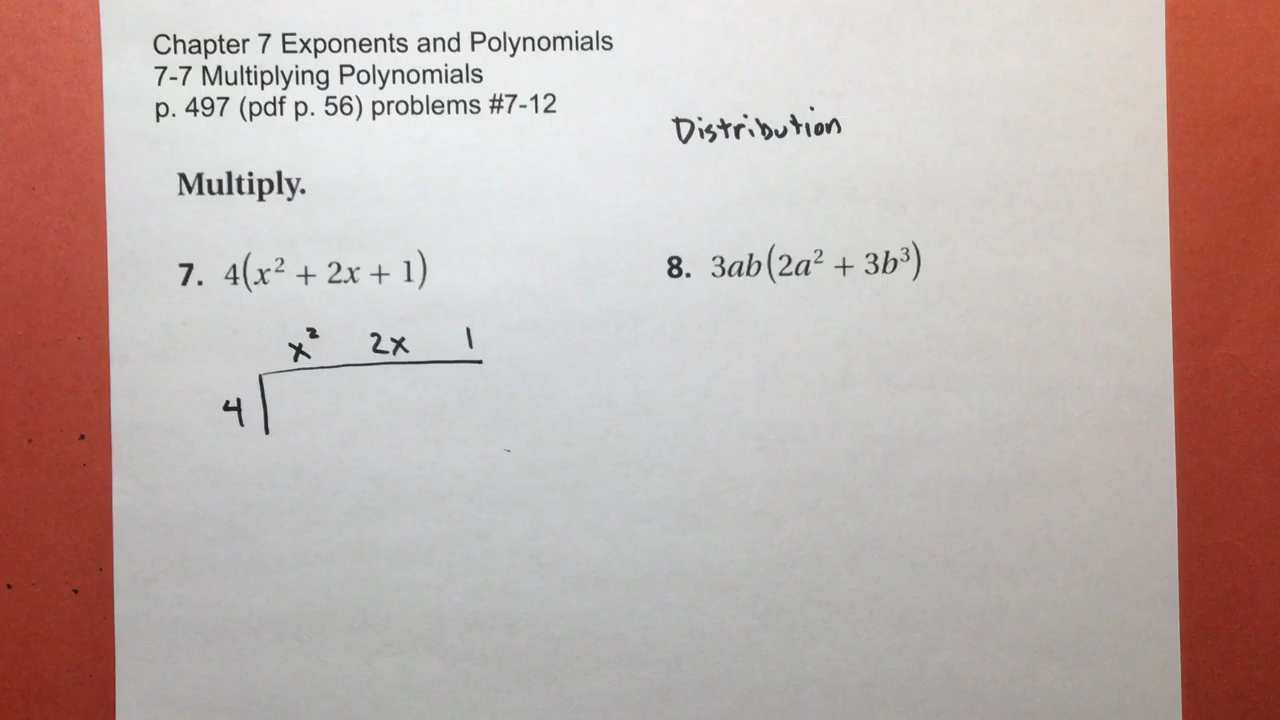 Chapter 7 Exponents and Polynomials
7-7 Multiplying Polynomials
p. 497 (pdf p. 56) problems #7-12
Distribution
Multiply.
7. 4(x² + 2x + 1)
8. 3ab(2a² + 3b³)
x² 2x 1
4